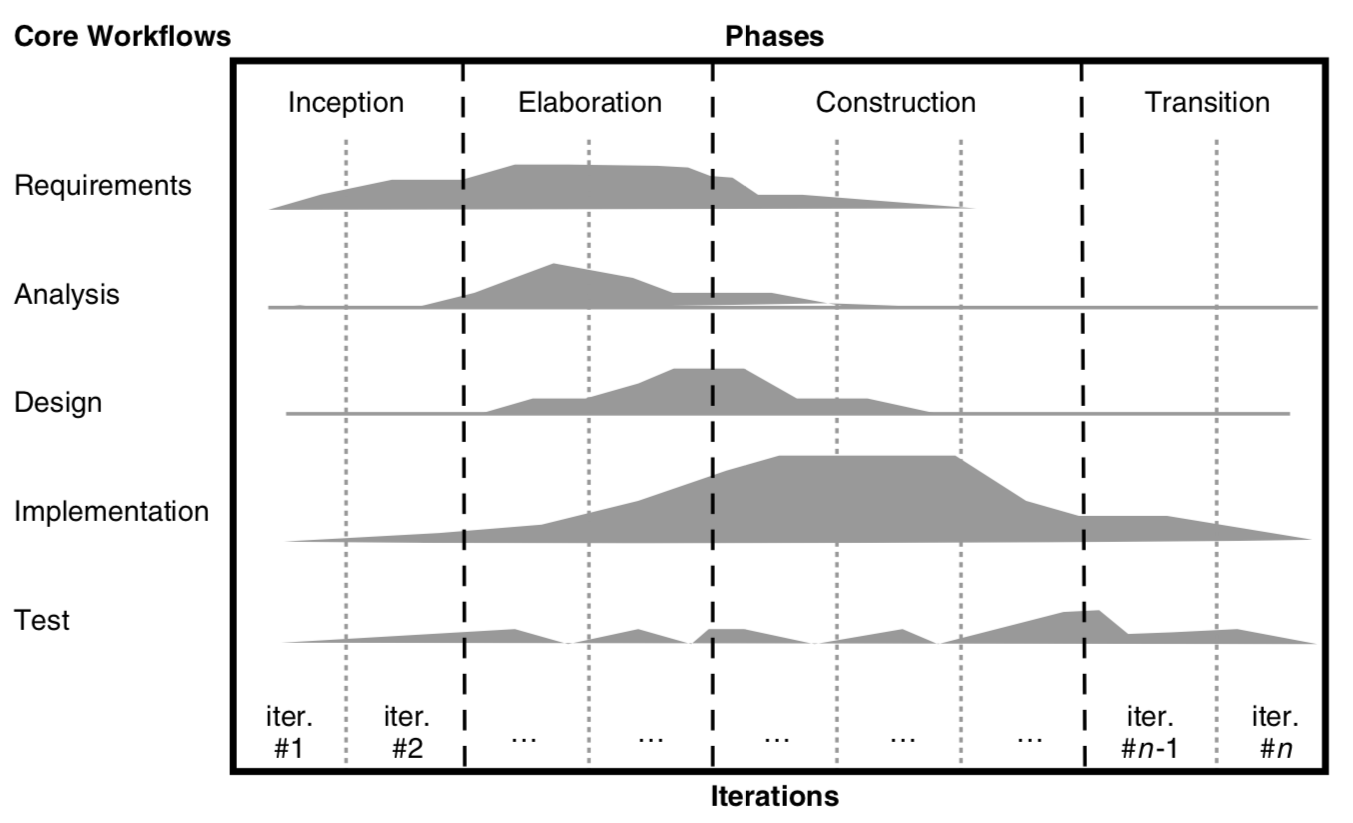 Core Workflows
Phases
Inception
Elaboration
Construction
Transition
Requirements
Analysis
Design
Implementation
Test
iter.
#1
iter.
#2
...
...
...
...
...
iter.
#n-1
iter.
#n
Iterations